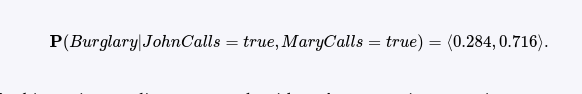 P(Burglary|JohnCalls = true, MaryCalls = true) = ⟨0.284, 0.716⟩.